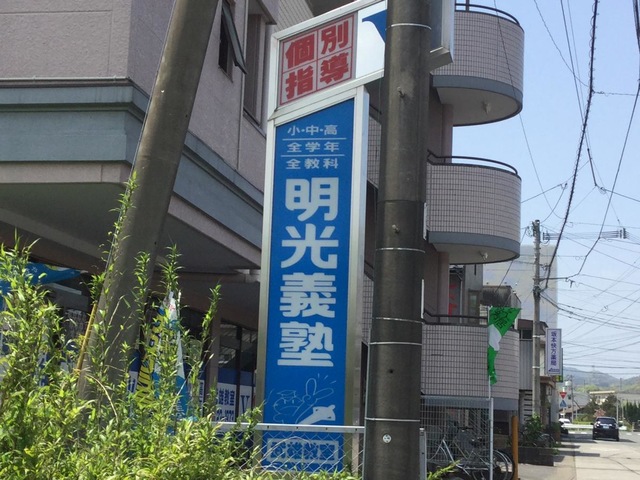 個別
指導
小・中・高
全学年
全教科
明光義塾